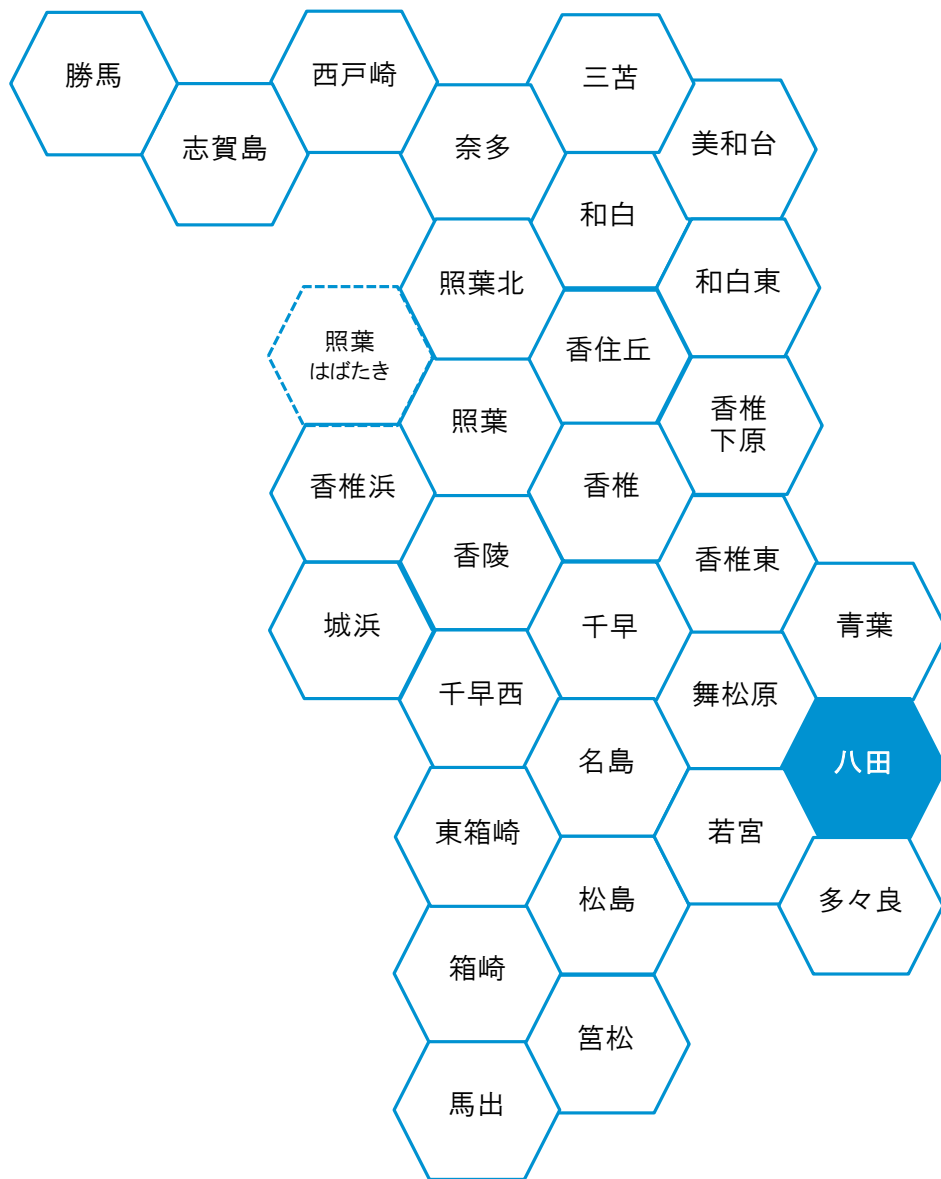 勝馬
西戸崎
三苫
志賀島
奈多
美和台
和白
照葉北
和白東
照葉
はばたき
香住丘
照葉
香椎
下原
香椎浜
香椎
香陵
香椎東
城浜
千早
青葉
千早西
舞松原
名島
八田
東箱崎
若宮
松島
多々良
箱崎
筥松
馬出